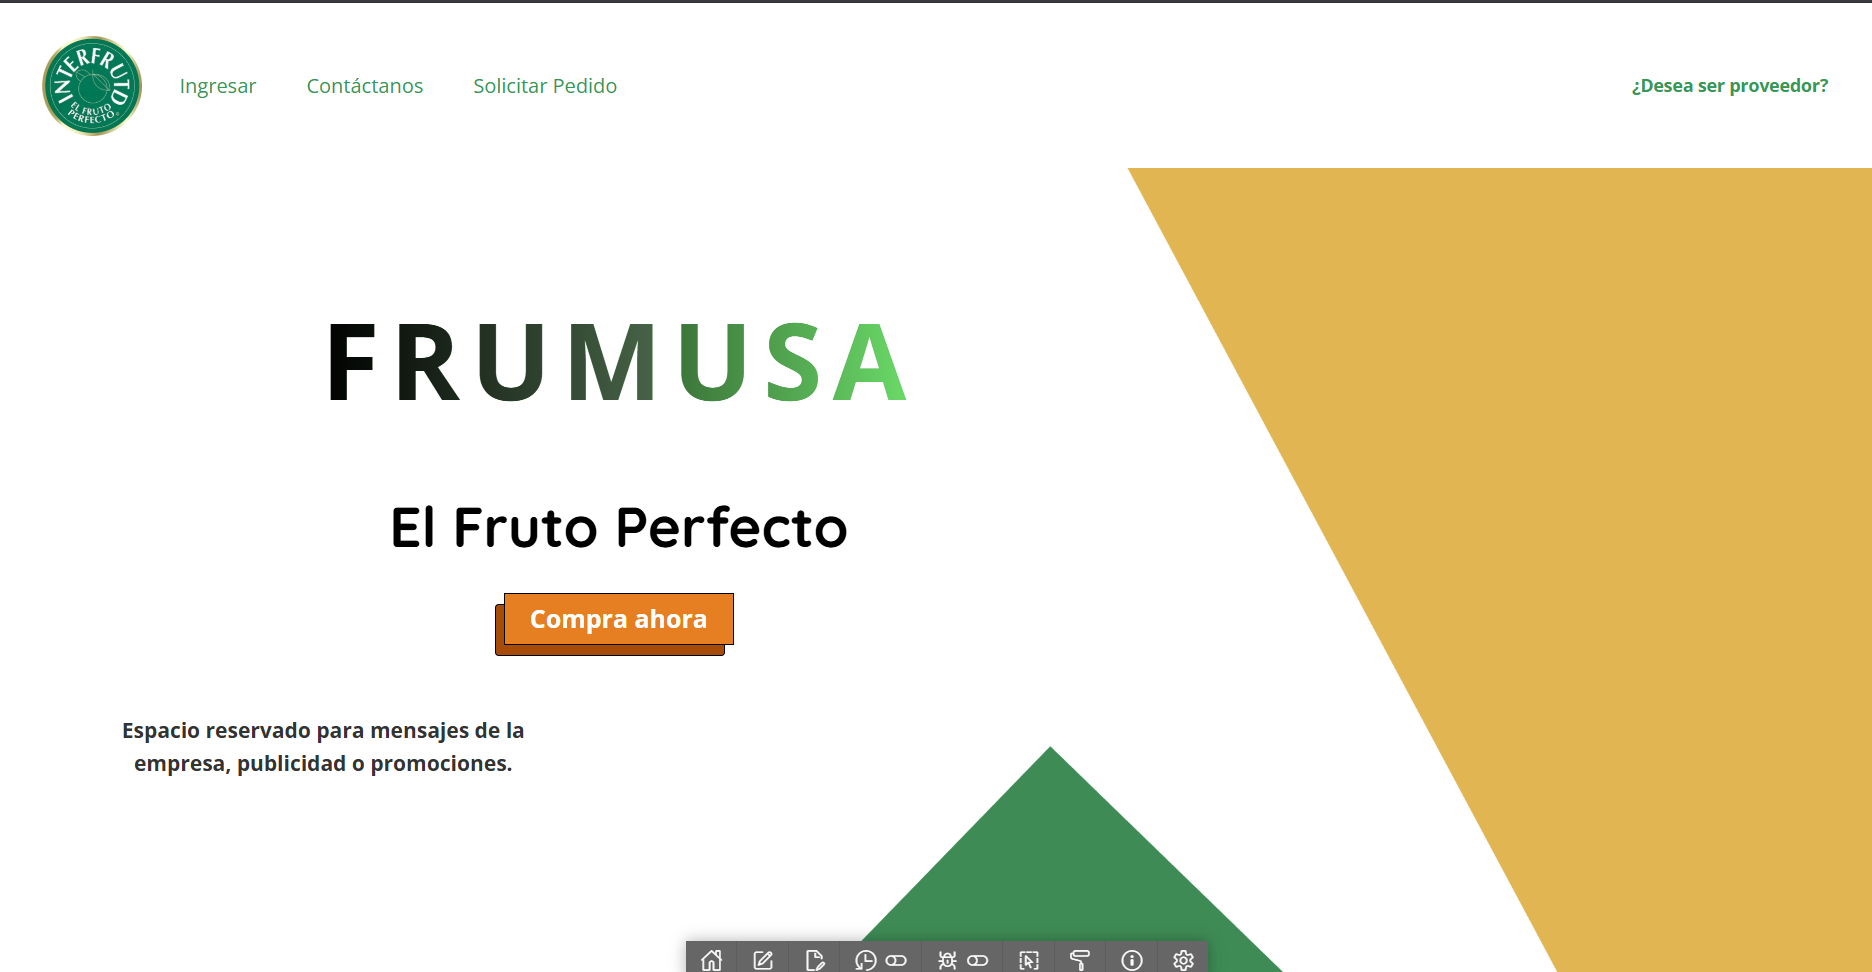 INTERFRUTD
EL FRUTO
PERFECTO
Ingresar
Contáctanos
Solicitar Pedido
¿Desea ser proveedor?
FRUMUSA
El Fruto Perfecto
Compra ahora
Espacio reservado para mensajes de la
empresa, publicidad o promociones.